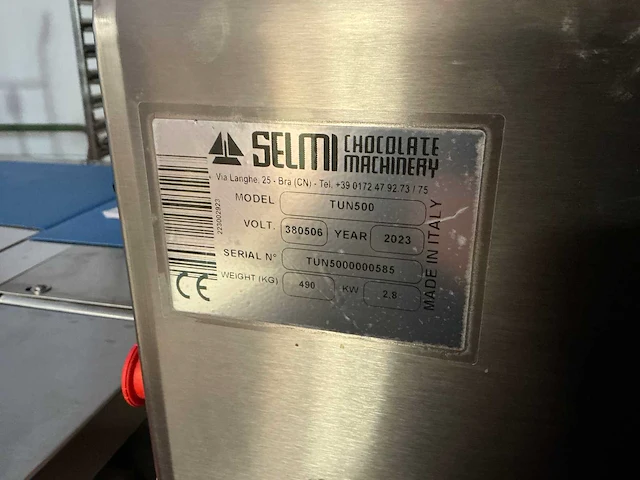 SELMI CHOCOLATE MACHINERY
Via Langhe, 25 - Bra (CN) - Tel. +39 0172 47 92 73 / 75
MODEL TUN500
VOLT. 380506 YEAR 2023
SERIAL N° TUN5000000585
WEIGHT (KG) 490 KW 2,8
MADE IN ITALY
223002923
CE